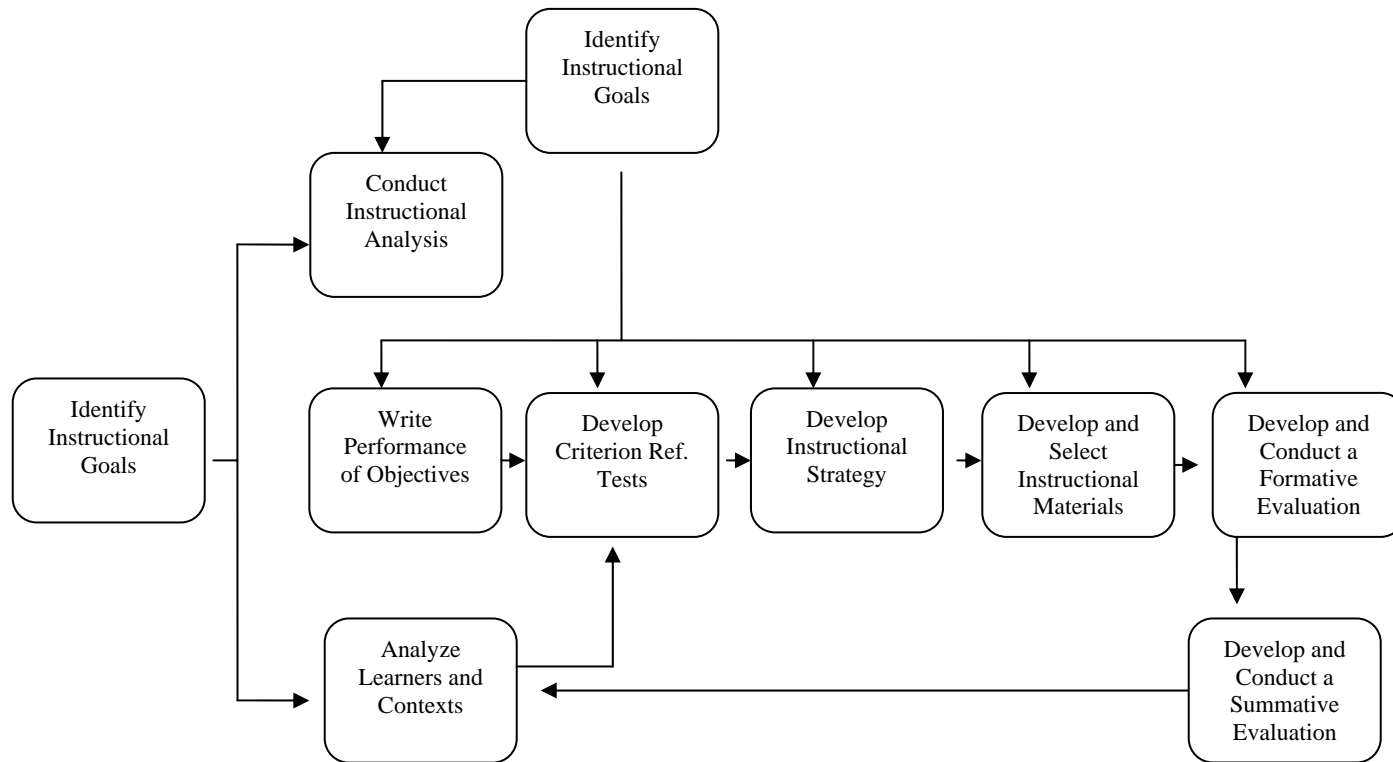 Identify
Instructional
Goals
Conduct
Instructional
Analysis
Identify
Instructional
Goals
Write
Performance
of Objectives
Develop
Criterion Ref.
Tests
Develop
Instructional
Strategy
Develop and
Select
Instructional
Materials
Develop and
Conduct a
Formative
Evaluation
Analyze
Learners and
Contexts
Develop and
Conduct a
Summative
Evaluation